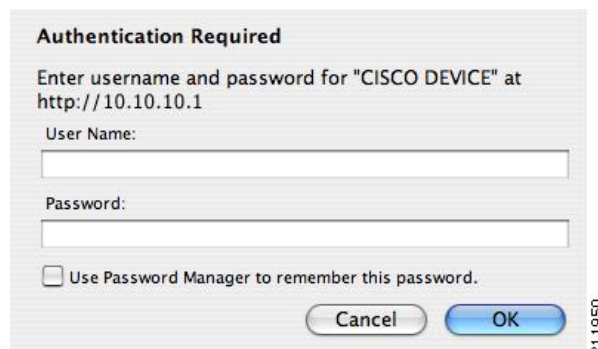 Authentication Required
Enter username and password for "CISCO DEVICE" at
http://10.10.10.1
User Name:
Password:
Use Password Manager to remember this password.
Cancel
OK